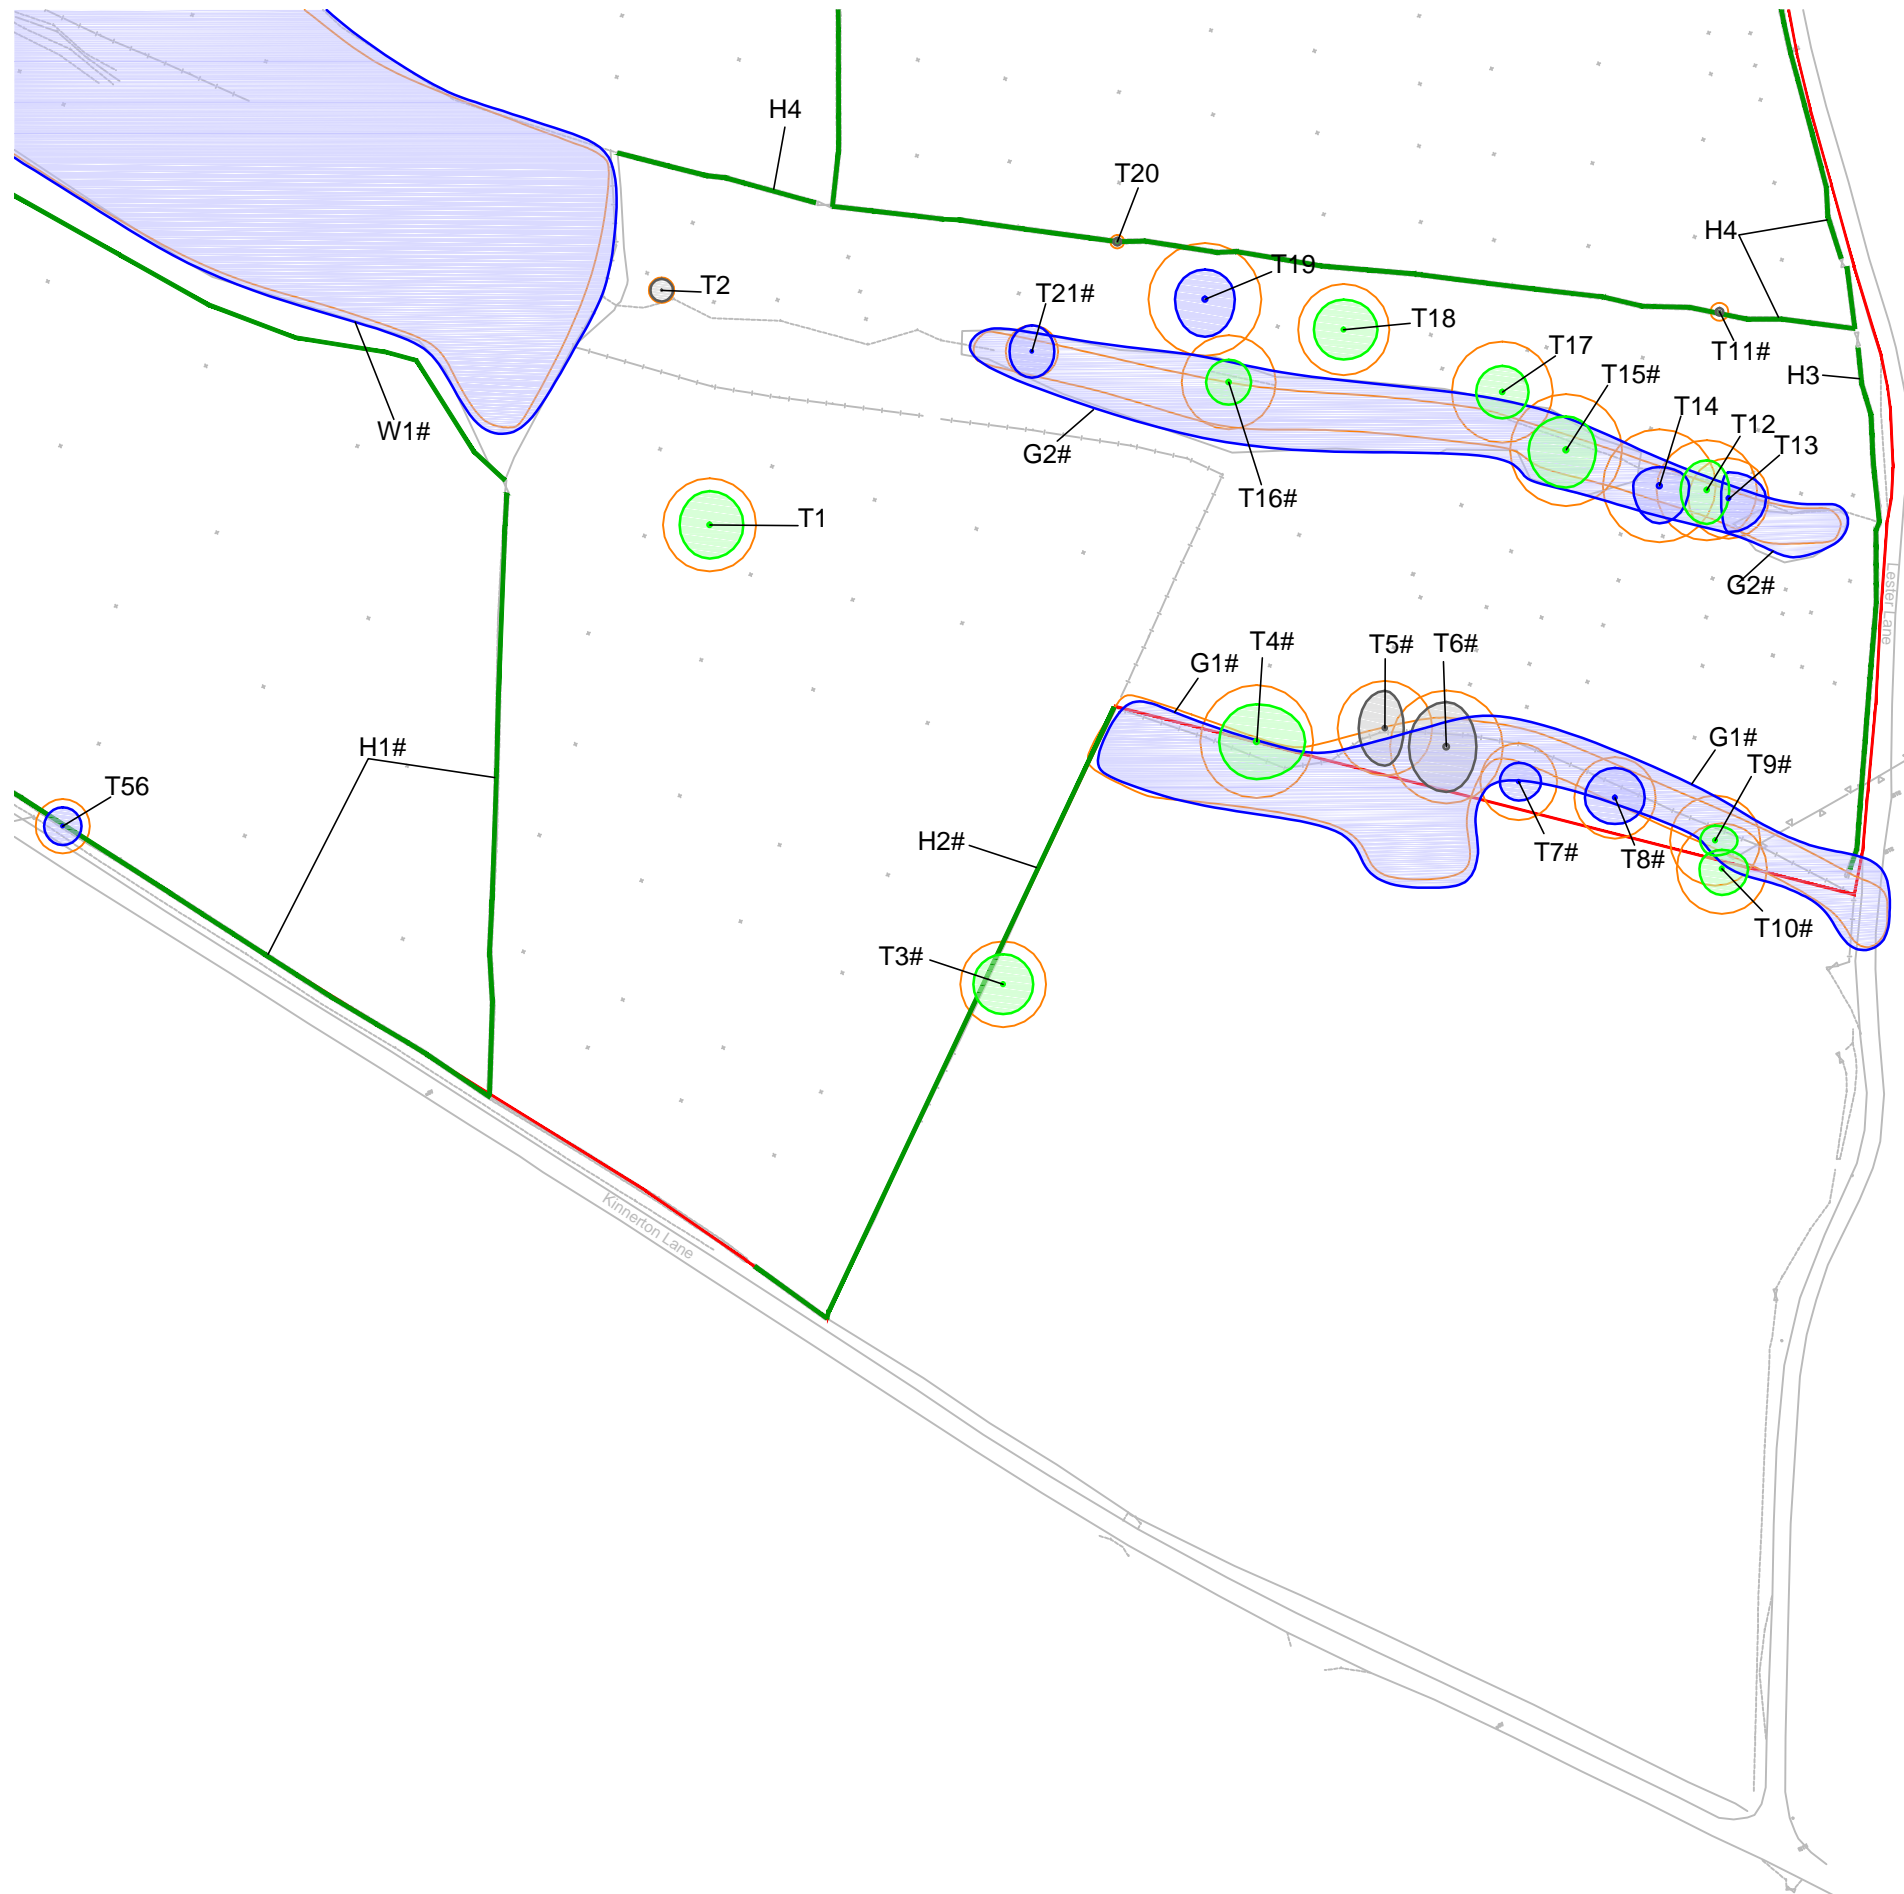 H4
T20
H4
T19
T2
T21#
T18
T11#
T17
H3
T15#
T14
T12
T13
W1#
G2#
T16#
T1
G2#
Lester Lane
T4#
T5#
T6#
G1#
G1#
H1#
T9#
T56
H2#
T7#
T8#
T10#
T3#
Kinnerton Lane